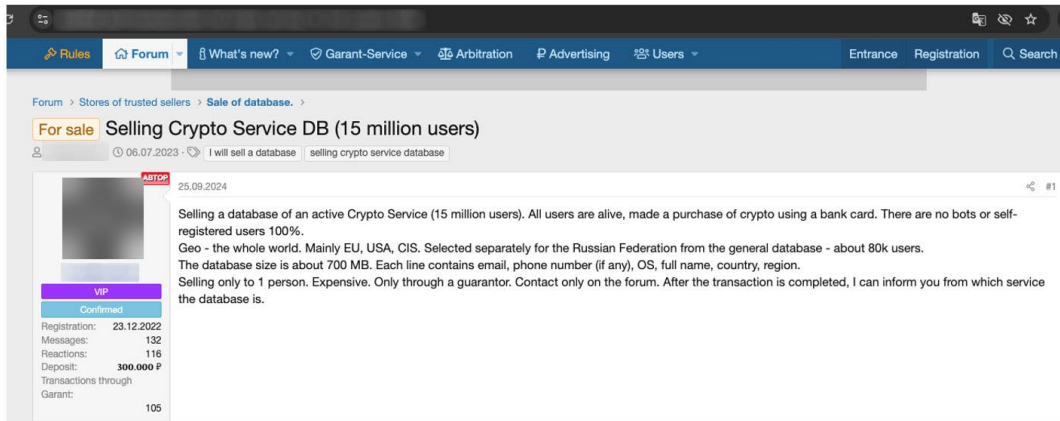 Rules Forum What's new? Garant-Service Arbitration Advertising Users Entrance Registration Search
Forum > Stores of trusted sellers > Sale of database. >
For sale Selling Crypto Service DB (15 million users)
06.07.2023 · I will sell a database selling crypto service database
АВТОР
25.09.2024 #1
Selling a database of an active Crypto Service (15 million users). All users are alive, made a purchase of crypto using a bank card. There are no bots or self-
registered users 100%.
Geo - the whole world. Mainly EU, USA, CIS. Selected separately for the Russian Federation from the general database - about 80k users.
The database size is about 700 MB. Each line contains email, phone number (if any), OS, full name, country, region.
Selling only to 1 person. Expensive. Only through a guarantor. Contact only on the forum. After the transaction is completed, I can inform you from which service
the database is.
VIP
Confirmed
Registration: 23.12.2022
Messages: 132
Reactions: 116
Deposit: 300.000 ₽
Transactions through
Garant:
105